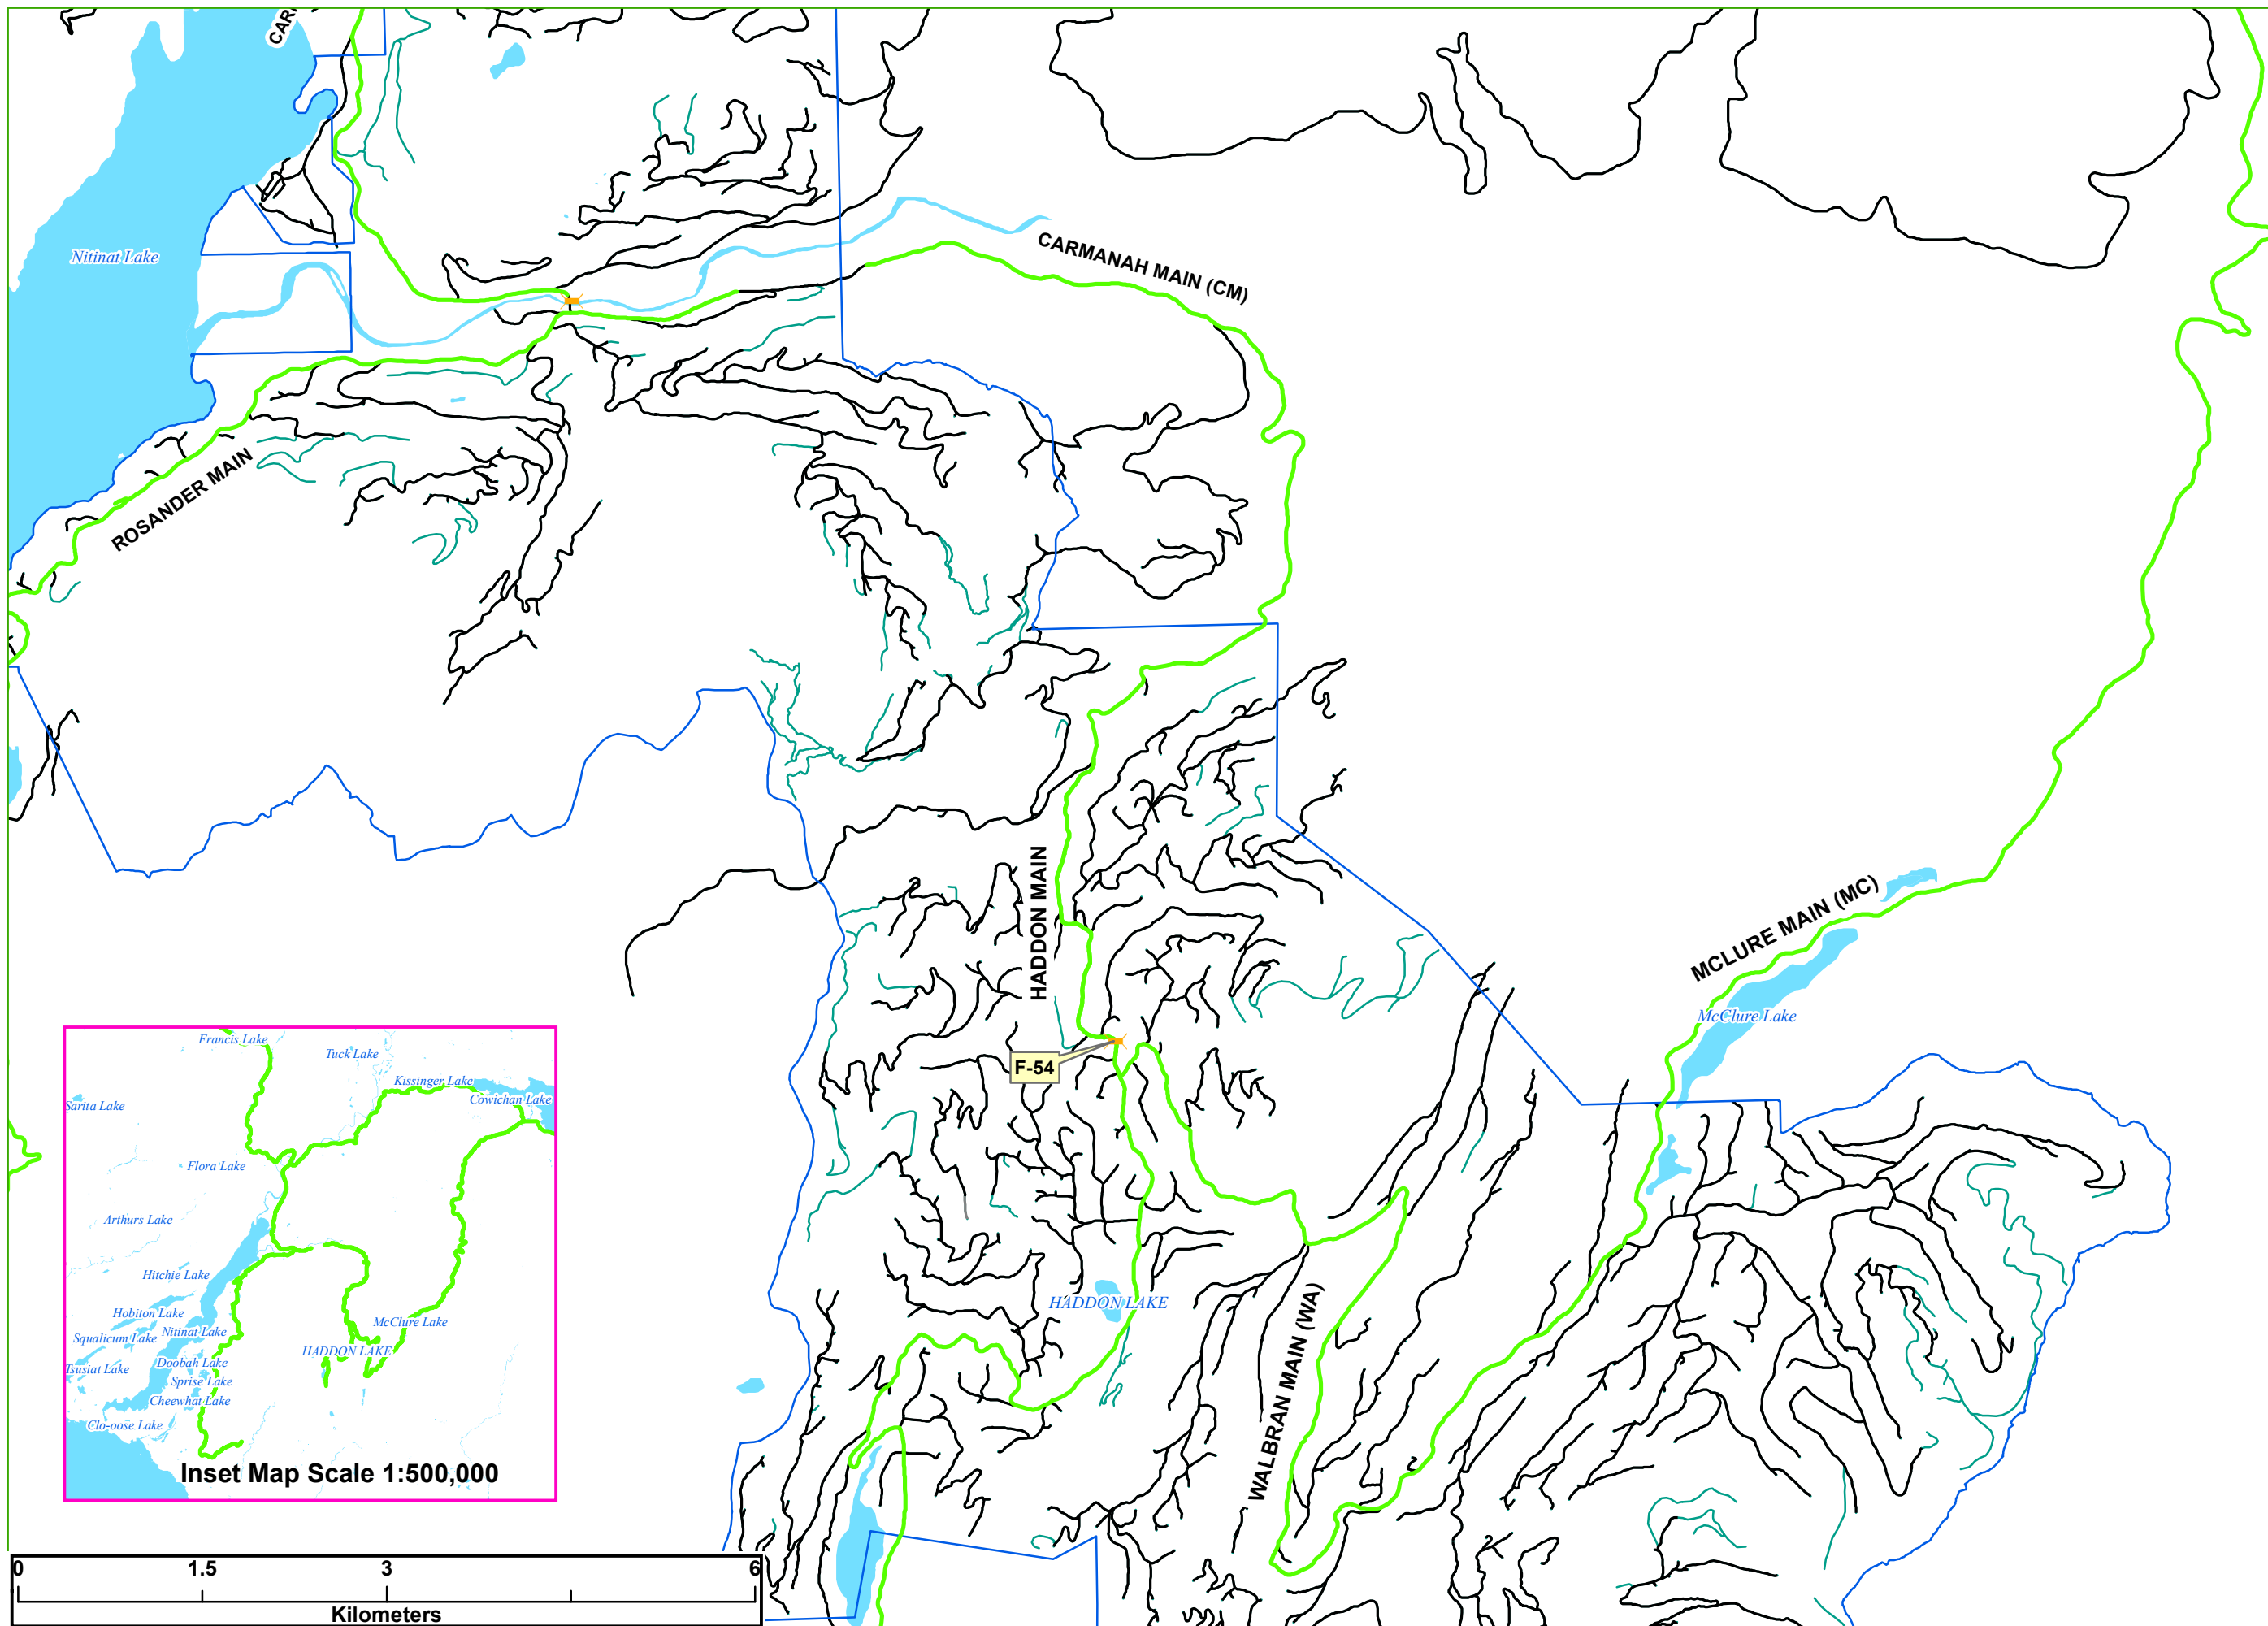 CAR
Nitinat Lake
CARMANAH MAIN (CM)
ROSANDER MAIN
HADDON MAIN
MCLURE MAIN (MC)
McClure Lake
F-54
HADDON LAKE
WALBRAN MAIN (WA)
Francis Lake
Tuck Lake
Kissinger Lake
Cowichan Lake
Sarita Lake
Flora Lake
Arthurs Lake
Hitchie Lake
Hobiton Lake
McClure Lake
Squalicum Lake
Nitinat Lake
HADDON LAKE
Doobah Lake
Tsusiat Lake
Sprise Lake
Cheewhat Lake
Clo-oose Lake
Inset Map Scale 1:500,000
0 1.5 3 6
Kilometers